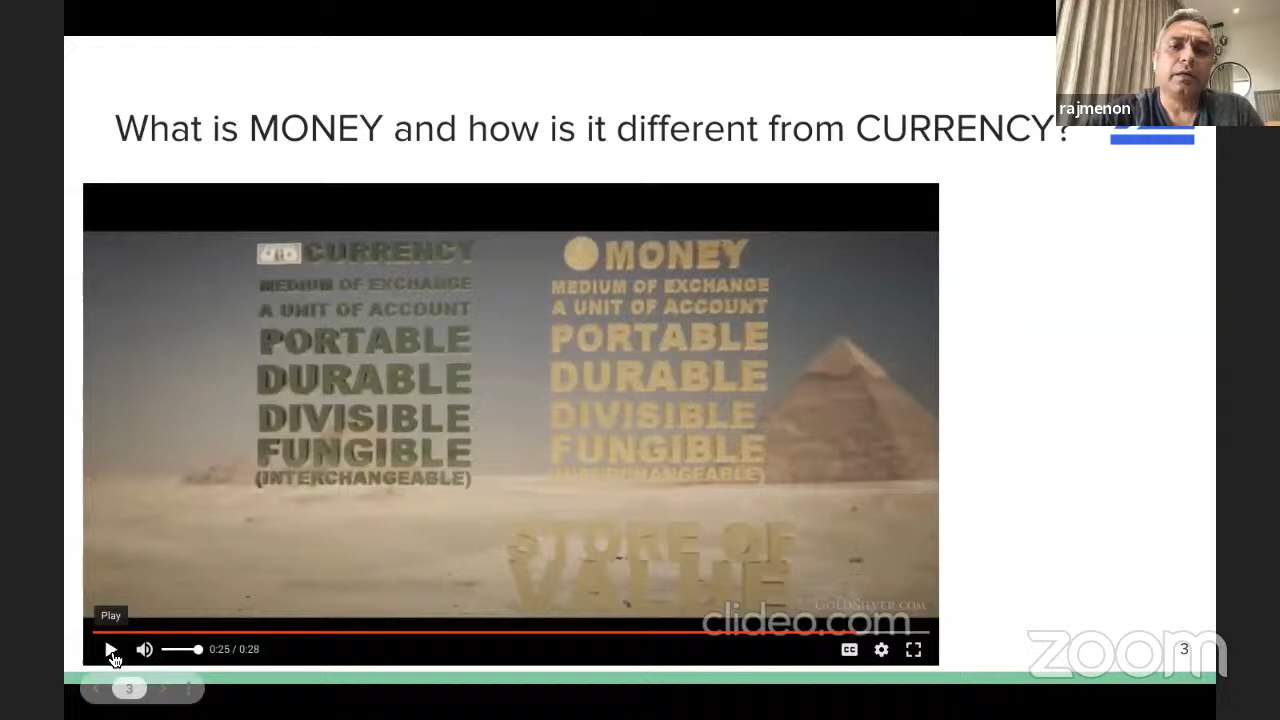 rajmenon
What is MONEY and how is it different from CURRENCY?
CURRENCY
MEDIUM OF EXCHANGE
A UNIT OF ACCOUNT
PORTABLE
DURABLE
DIVISIBLE
FUNGIBLE
(INTERCHANGEABLE)
MONEY
MEDIUM OF EXCHANGE
A UNIT OF ACCOUNT
PORTABLE
DURABLE
DIVISIBLE
FUNGIBLE
(INTERCHANGEABLE)
STORE OF
VALUE
GOLDSILVER.COM
clideo.com
Play
0:25 / 0:28
CC
zoom
3
3